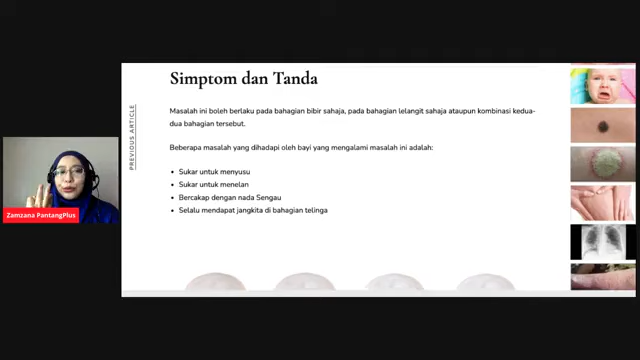 Simptom dan Tanda
Masalah ini boleh berlaku pada bahagian bibir sahaja, pada bahagian lelangit sahaja ataupun kombinasi kedua-
dua bahagian tersebut.
Beberapa masalah yang dihadapi oleh bayi yang mengalami masalah ini adalah:
• Sukar untuk menyusu
• Sukar untuk menelan
• Bercakap dengan nada Sengau
• Selalu mendapat jangkita di bahagian telinga
PREVIOUS ARTICLE
Zamzana PantangPlus